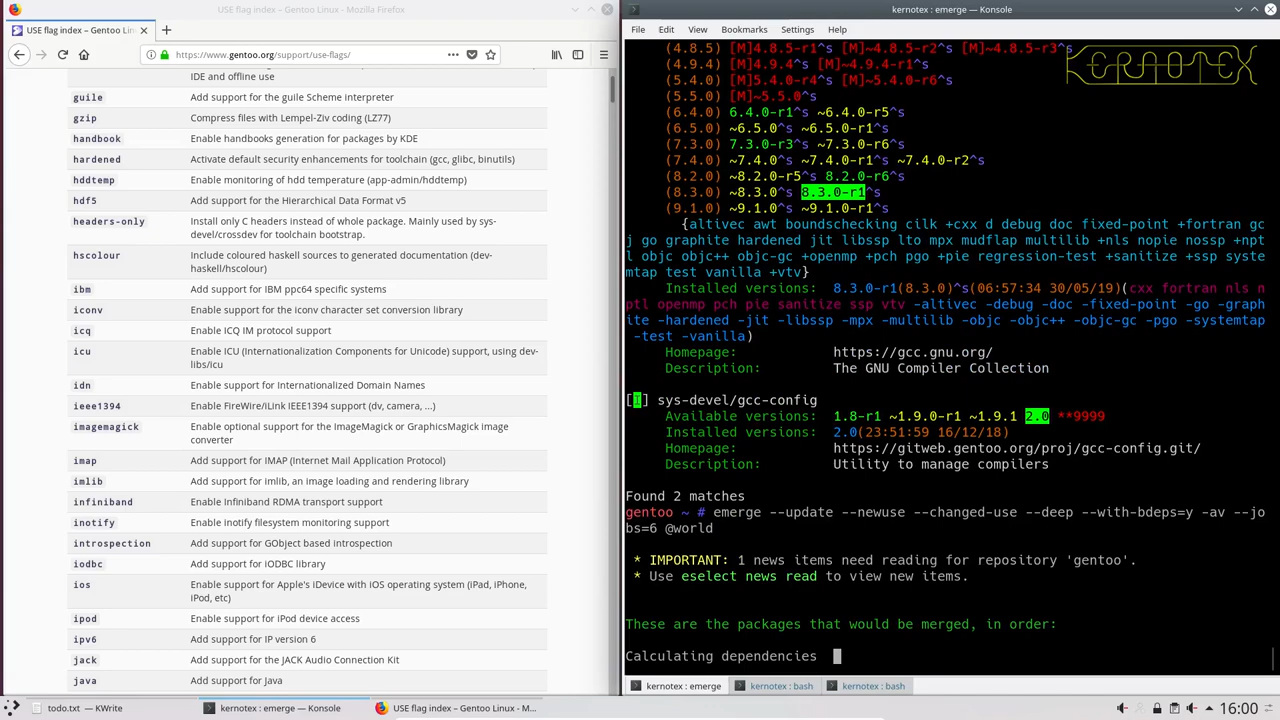 USE flag index – Gentoo Linux - Mozilla Firefox
USE flag index – Gentoo Lin
https://www.gentoo.org/support/use-flags/
IDE and offline use
guile Add support for the guile Scheme interpreter
gzip Compress files with Lempel-Ziv coding (LZ77)
handbook Enable handbooks generation for packages by KDE
hardened Activate default security enhancements for toolchain (gcc, glibc, binutils)
hddtemp Enable monitoring of hdd temperature (app-admin/hddtemp)
hdf5 Add support for the Hierarchical Data Format v5
headers-only Install only C headers instead of whole package. Mainly used by sys-
devel/crossdev for toolchain bootstrap.
hscolour Include coloured haskell sources to generated documentation (dev-
haskell/hscolour)
ibm Add support for IBM ppc64 specific systems
iconv Enable support for the iconv character set conversion library
icq Enable ICQ IM protocol support
icu Enable ICU (Internationalization Components for Unicode) support, using dev-
libs/icu
idn Enable support for Internationalized Domain Names
ieee1394 Enable FireWire/iLink IEEE1394 support (dv, camera, ...)
imagemagick Enable optional support for the ImageMagick or GraphicsMagick image
converter
imap Add support for IMAP (Internet Mail Application Protocol)
imlib Add support for imlib, an image loading and rendering library
infiniband Enable Infiniband RDMA transport support
inotify Enable inotify filesystem monitoring support
introspection Add support for GObject based introspection
iodbc Add support for iODBC library
ios Enable support for Apple's iDevice with iOS operating system (iPad, iPhone,
iPod, etc)
ipod Enable support for iPod device access
ipv6 Add support for IP version 6
jack Add support for the JACK Audio Connection Kit
java Add support for Java
kernotex : emerge — Konsole
File Edit View Bookmarks Settings Help
KERNOTEX
(4.8.5) [M]4.8.5-r1^s [M]~4.8.5-r2^s [M]~4.8.5-r3^s
(4.9.4) [M]4.9.4^s [M]~4.9.4-r1^s
(5.4.0) [M]5.4.0-r4^s [M]~5.4.0-r6^s
(5.5.0) [M]~5.5.0^s
(6.4.0) 6.4.0-r1^s ~6.4.0-r5^s
(6.5.0) ~6.5.0^s ~6.5.0-r1^s
(7.3.0) 7.3.0-r3^s ~7.3.0-r6^s
(7.4.0) ~7.4.0^s ~7.4.0-r1^s ~7.4.0-r2^s
(8.2.0) ~8.2.0-r5^s 8.2.0-r6^s
(8.3.0) ~8.3.0^s 8.3.0-r1^s
(9.1.0) ~9.1.0^s ~9.1.0-r1^s
{altivec awt boundschecking cilk +cxx d debug doc fixed-point +fortran gc
j go graphite hardened jit libssp lto mpx mudflap multilib +nls nopie nossp +npt
l objc objc++ objc-gc +openmp +pch pgo +pie regression-test +sanitize +ssp syste
mtap test vanilla +vtv}
Installed versions: 8.3.0-r1(8.3.0)^s(06:57:34 30/05/19)(cxx fortran nls n
ptl openmp pch pie sanitize ssp vtv -altivec -debug -doc -fixed-point -go -graph
ite -hardened -jit -libssp -mpx -multilib -objc -objc++ -objc-gc -pgo -systemtap
-test -vanilla)
Homepage: https://gcc.gnu.org/
Description: The GNU Compiler Collection
[I] sys-devel/gcc-config
Available versions: 1.8-r1 ~1.9.0-r1 ~1.9.1 2.0 **9999
Installed versions: 2.0(23:51:59 16/12/18)
Homepage: https://gitweb.gentoo.org/proj/gcc-config.git/
Description: Utility to manage compilers
Found 2 matches
gentoo ~ # emerge --update --newuse --changed-use --deep --with-bdeps=y -av --jo
bs=6 @world
* IMPORTANT: 1 news items need reading for repository 'gentoo'.
* Use eselect news read to view new items.
These are the packages that would be merged, in order:
Calculating dependencies
kernotex : emerge kernotex : bash kernotex : bash
todo.txt — KWrite kernotex : emerge — Konsole USE flag index – Gentoo Linux - M... 16:00